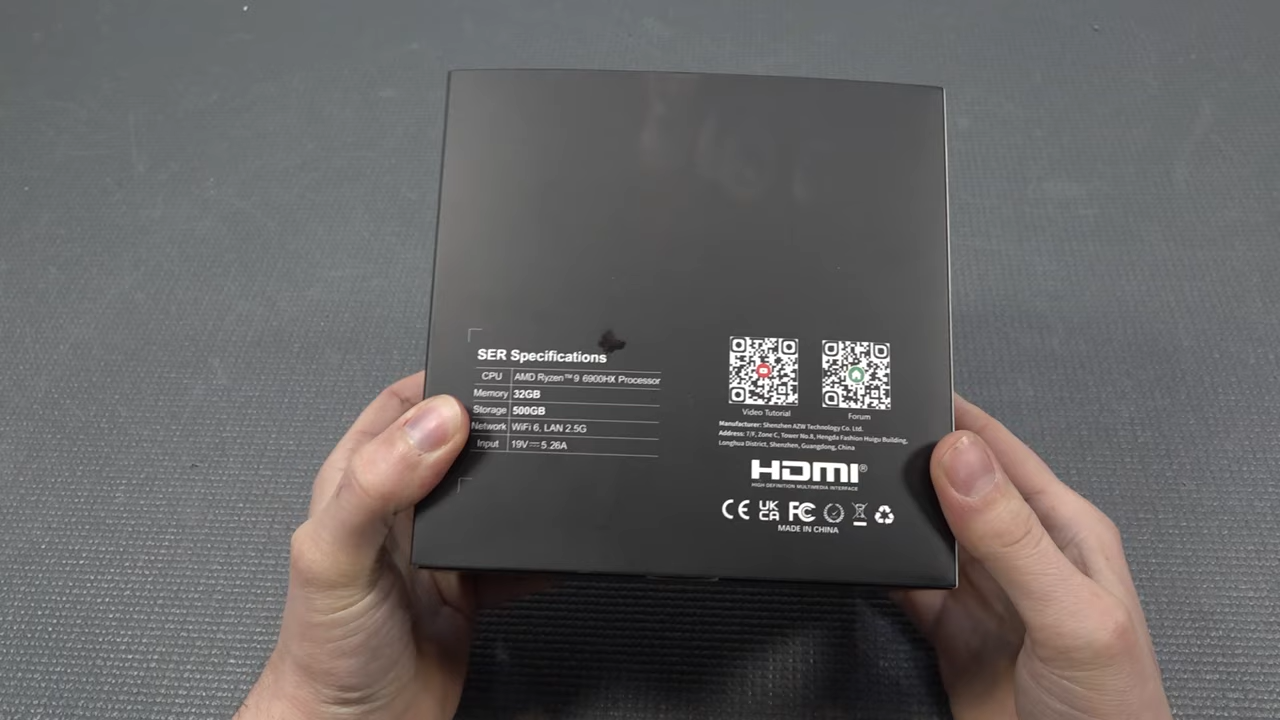 SER Specifications
CPU AMD Ryzen™ 9 6900HX Processor
Memory 32GB
Storage 500GB
Network WiFi 6, LAN 2.5G
Input 19V⎓5.26A
Video Tutorial
Forum
Manufacturer: Shenzhen AZW Technology Co. Ltd.
Address: 7/F, Zone C, Tower No.8, Hengda Fashion Huigu Building,
Longhua District, Shenzhen, Guangdong, China
HDMI®
HIGH DEFINITION MULTIMEDIA INTERFACE
CE UK CA FC
MADE IN CHINA